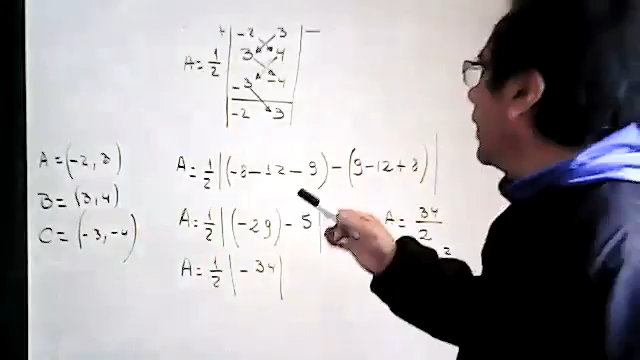 + -2 3 -
3 4
A = 1/2
-3 -4
-2 3
A = (-2, 3)
B = (3, 4)
C = (-3, -4)
A = 1/2 |(-8 - 12 - 9) - (9 - 12 + 8)|
A = 1/2 |(-29) - 5|
A = 1/2 |-34|
A = 34/2
2